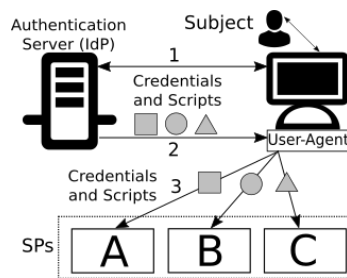 Subject
Authentication
Server (IdP)
1
Credentials
and Scripts
2
User-Agent
Credentials
and Scripts
3
SPs
A
B
C